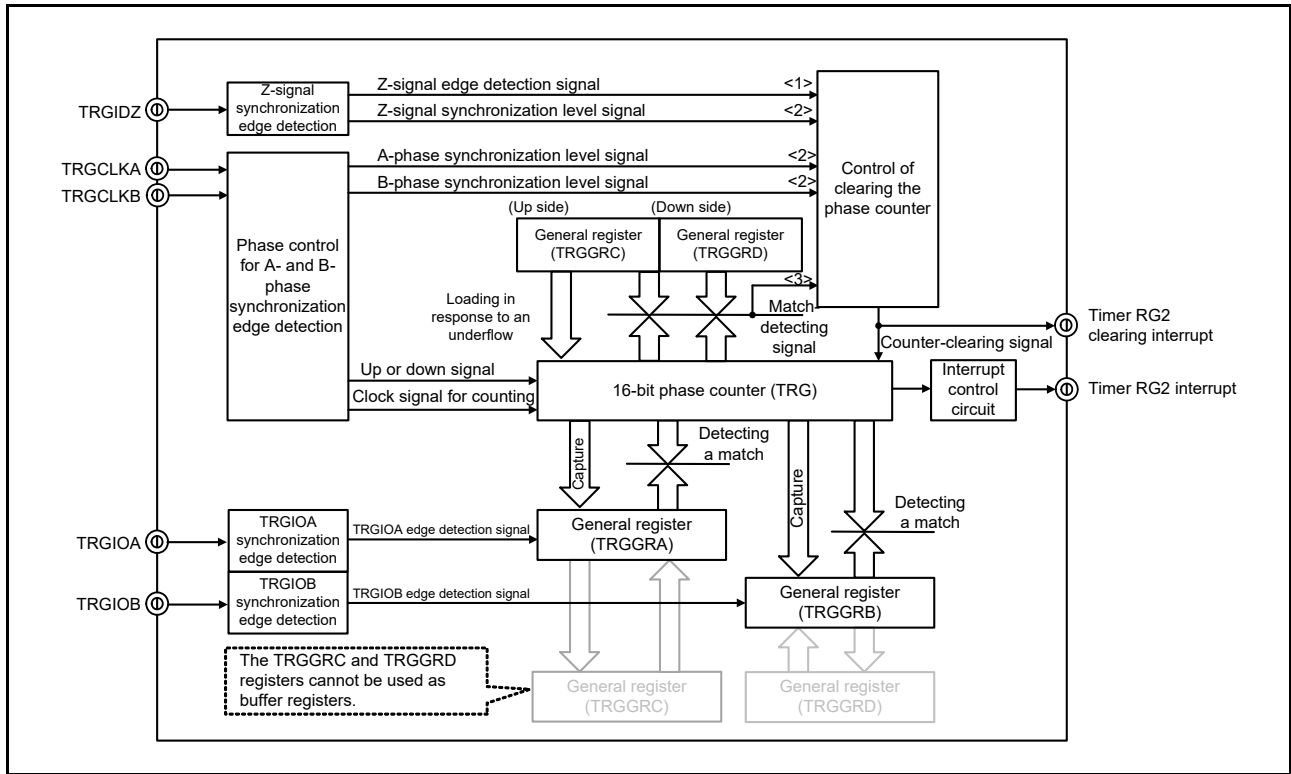 TRGIDZ
Z-signal
synchronization
edge detection
Z-signal edge detection signal
<1>
Z-signal synchronization level signal
<2>
TRGCLKA
TRGCLKB
Phase control
for A- and B-
phase
synchronization
edge detection
A-phase synchronization level signal
<2>
B-phase synchronization level signal
<2>
Control of
clearing the
phase counter
(Up side)
(Down side)
General register
(TRGGRC)
General register
(TRGGRD)
<3>
Loading in
response to an
underflow
Match-
detecting
signal
Timer RG2
clearing interrupt
Counter-clearing signal
Up or down signal
Clock signal for counting
16-bit phase counter (TRG)
Interrupt
control
circuit
Timer RG2 interrupt
Capture
Detecting
a match
Capture
Detecting
a match
TRGIOA
TRGIOA
synchronization
edge detection
TRGIOA edge detection signal
General register
(TRGGRA)
TRGIOB
TRGIOB
synchronization
edge detection
TRGIOB edge detection signal
General register
(TRGGRB)
The TRGGRC and TRGGRD
registers cannot be used as
buffer registers.
General register
(TRGGRC)
General register
(TRGGRD)